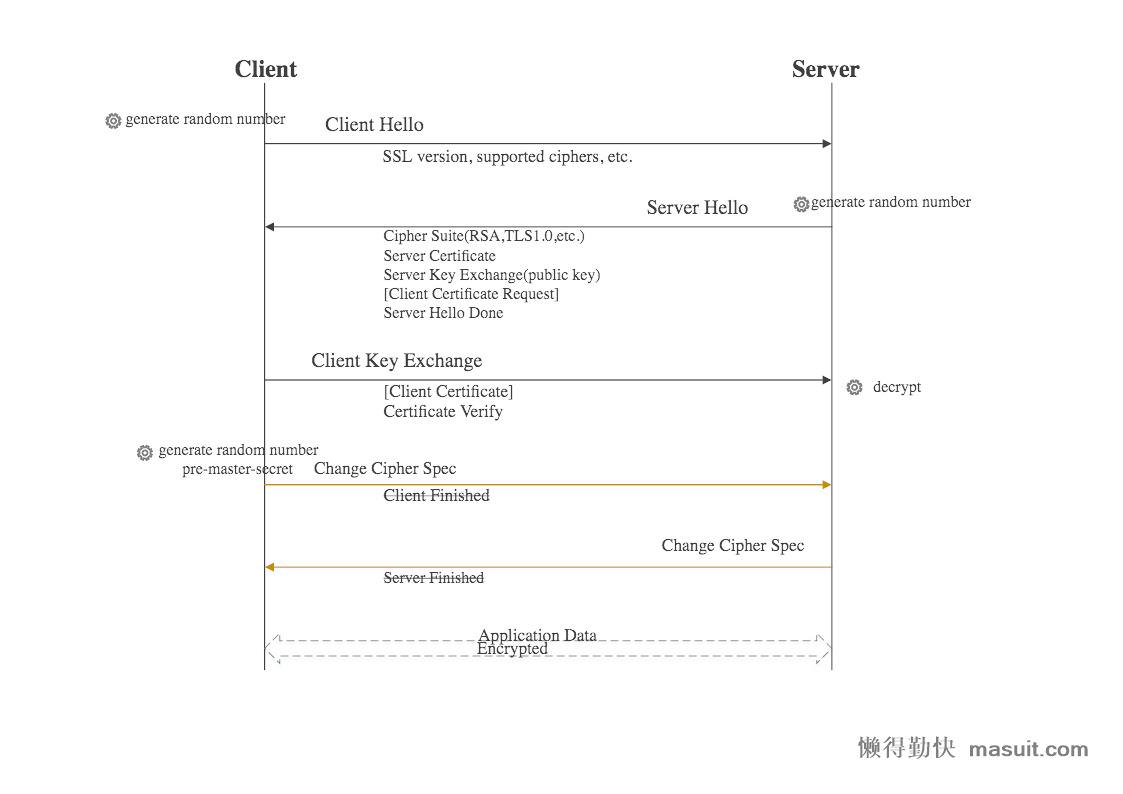 Client
Server
generate random number
Client Hello
SSL version, supported ciphers, etc.
Server Hello
generate random number
Cipher Suite(RSA,TLS1.0,etc.)
Server Certificate
Server Key Exchange(public key)
[Client Certificate Request]
Server Hello Done
Client Key Exchange
[Client Certificate]
Certificate Verify
decrypt
generate random number
pre-master-secret
Change Cipher Spec
Client Finished
Change Cipher Spec
Server Finished
Application Data
Encrypted
懒得勤快 masuit.com